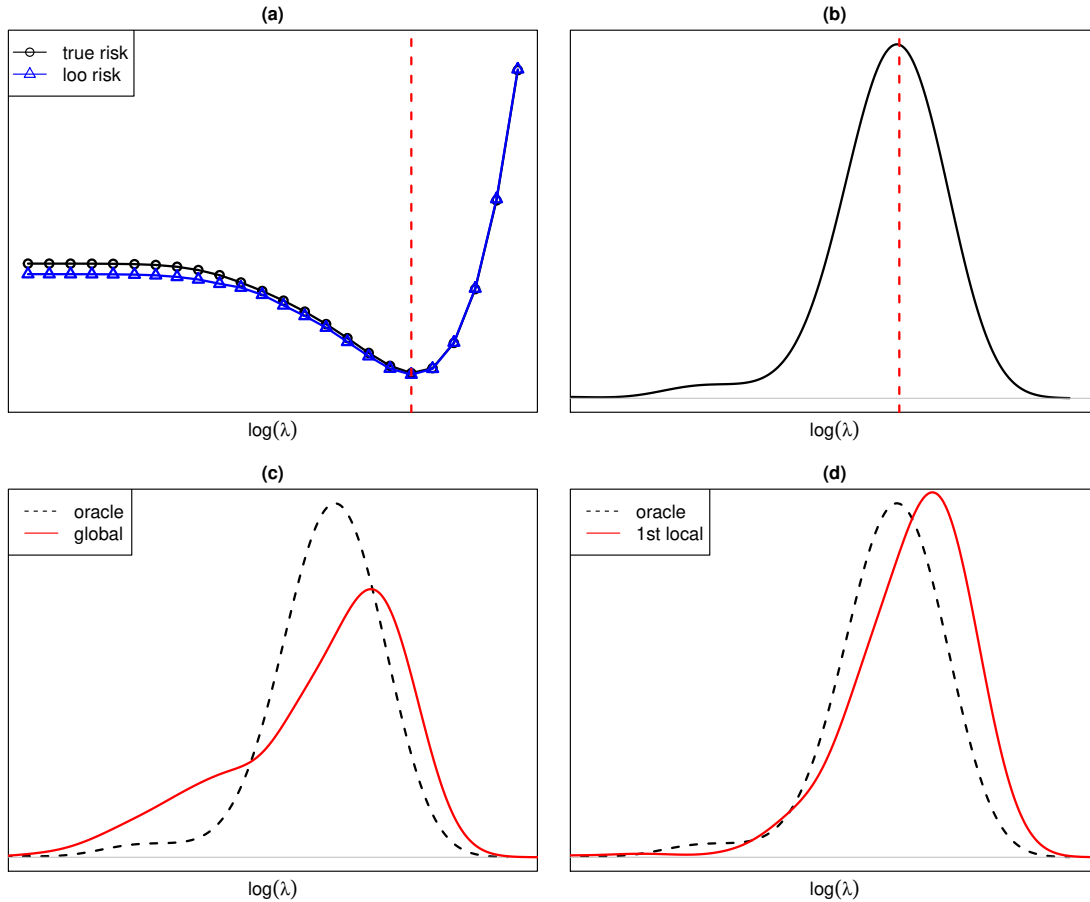 (a)
true risk
loo risk
log(λ)
(b)
log(λ)
(c)
oracle
global
log(λ)
(d)
oracle
1st local
log(λ)